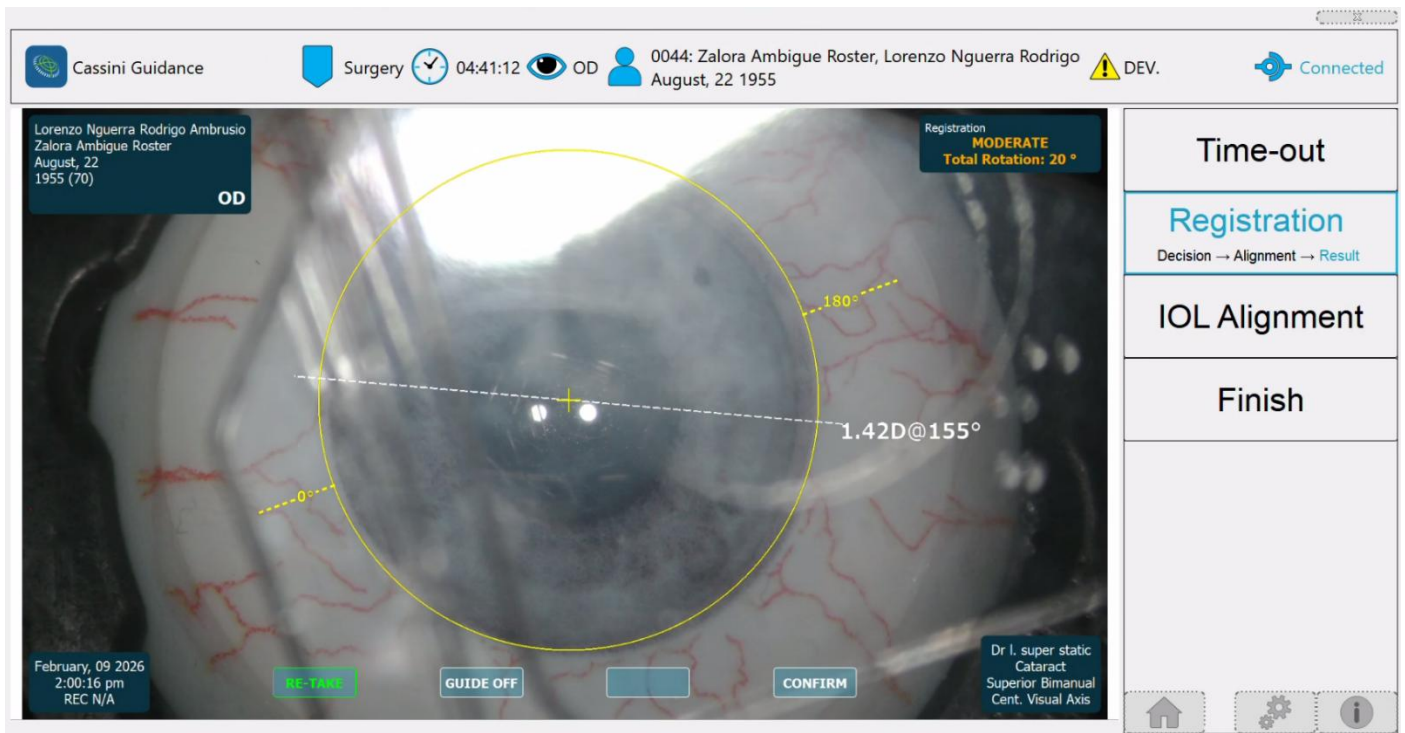 Cassini Guidance
Surgery
04:41:12
OD
0044: Zalora Ambigue Roster, Lorenzo Nguerra Rodrigo
August, 22 1955
DEV.
Connected
Lorenzo Nguerra Rodrigo Ambrusio
Zalora Ambigue Roster
August, 22
1955 (70)
OD
Registration
MODERATE
Total Rotation: 20 °
180°
1.42D@155°
0°
February, 09 2026
2:00:16 pm
REC N/A
RE-TAKE
GUIDE OFF
CONFIRM
Dr I. super static
Cataract
Superior Bimanual
Cent. Visual Axis
Time-out
Registration
Decision → Alignment → Result
IOL Alignment
Finish